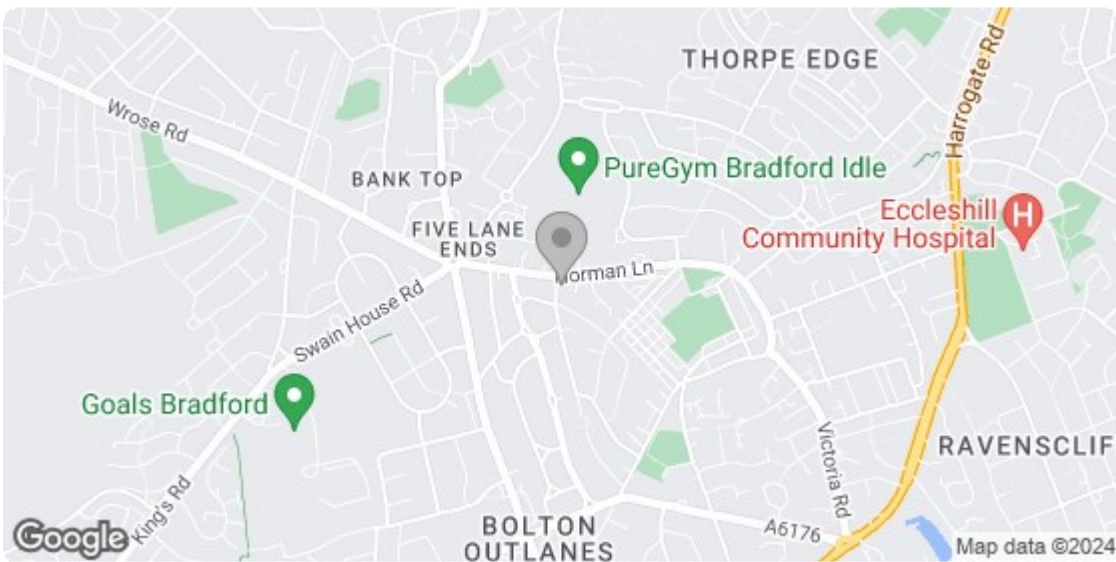 THORPE EDGE
Harrogate Rd
Wrose Rd
PureGym Bradford Idle
BANK TOP
Eccleshill
Community Hospital
H
FIVE LANE
ENDS
Norman Ln
Swain House Rd
Goals Bradford
Victoria Rd
RAVENSCLIF
King's Rd
BOLTON
OUTLANES
A6176
Google
Map data ©2024